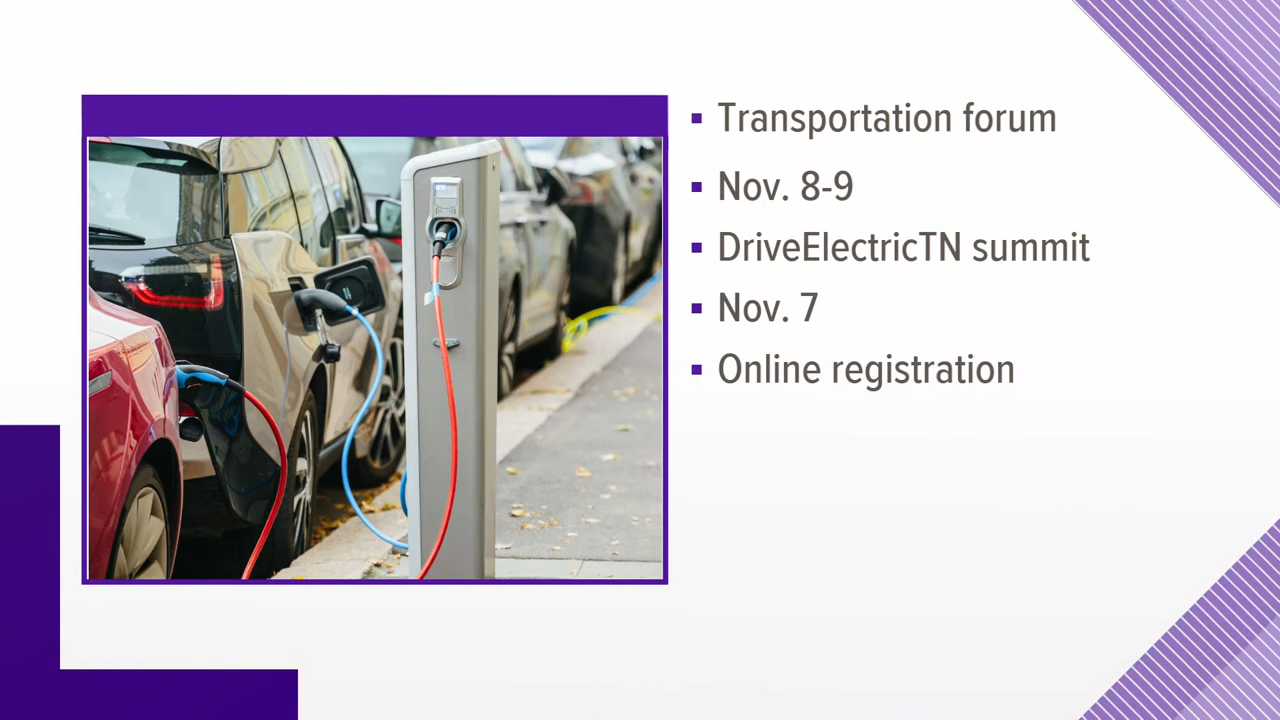 Transportation forum
Nov. 8-9
DriveElectricTN summit
Nov. 7
Online registration